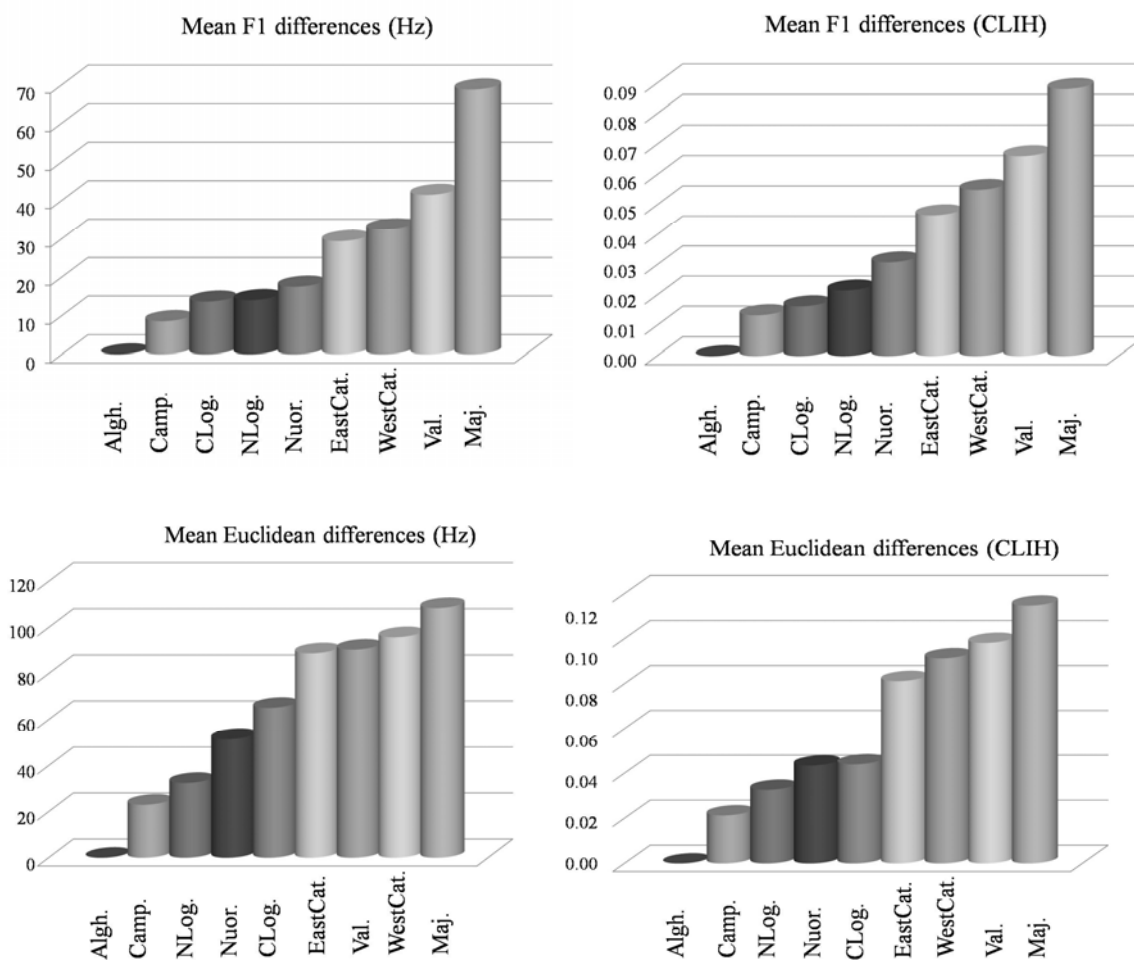 Mean F1 differences (Hz)
70
60
50
40
30
20
10
0
Algh.
Camp.
CLog.
NLog.
Nuor.
EastCat.
WestCat.
Val.
Maj.
Mean F1 differences (CLIH)
0.09
0.08
0.07
0.06
0.05
0.04
0.03
0.02
0.01
0.00
Algh.
Camp.
CLog.
NLog.
Nuor.
EastCat.
WestCat.
Val.
Maj.
Mean Euclidean differences (Hz)
120
100
80
60
40
20
0
Algh.
Camp.
NLog.
Nuor.
CLog.
EastCat.
Val.
WestCat.
Maj.
Mean Euclidean differences (CLIH)
0.12
0.10
0.08
0.06
0.04
0.02
0.00
Algh.
Camp.
NLog.
Nuor.
CLog.
EastCat.
WestCat.
Val.
Maj.